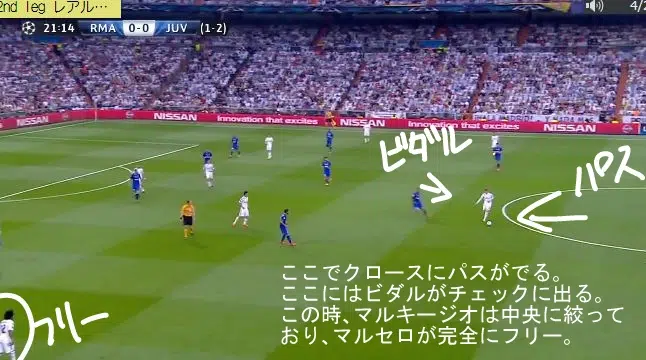 2nd leg レアル…
4/2
21:14 RMA 0-0 JUV (1-2)
NISSAN
NISSAN Innovation that excites NISSAN
NISSAN Innovation that excites NISSAN
ビダル
パス
ここでクロースにパスがでる。
ここにはビダルがチェックに出る。
この時、マルキージオは中央に絞って
おり、マルセロが完全にフリー。
フリー